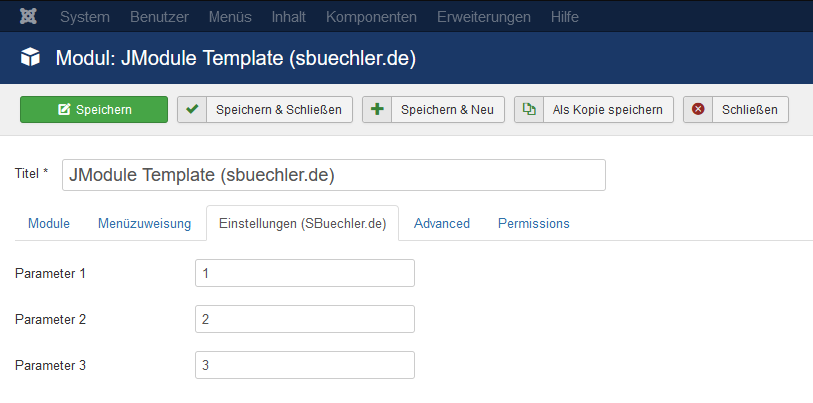 System Benutzer Menüs Inhalt Komponenten Erweiterungen Hilfe
Modul: JModule Template (sbuechler.de)
Speichern Speichern & Schließen Speichern & Neu Als Kopie speichern Schließen
Titel * JModule Template (sbuechler.de)
Module Menüzuweisung Einstellungen (SBuechler.de) Advanced Permissions
Parameter 1 1
Parameter 2 2
Parameter 3 3